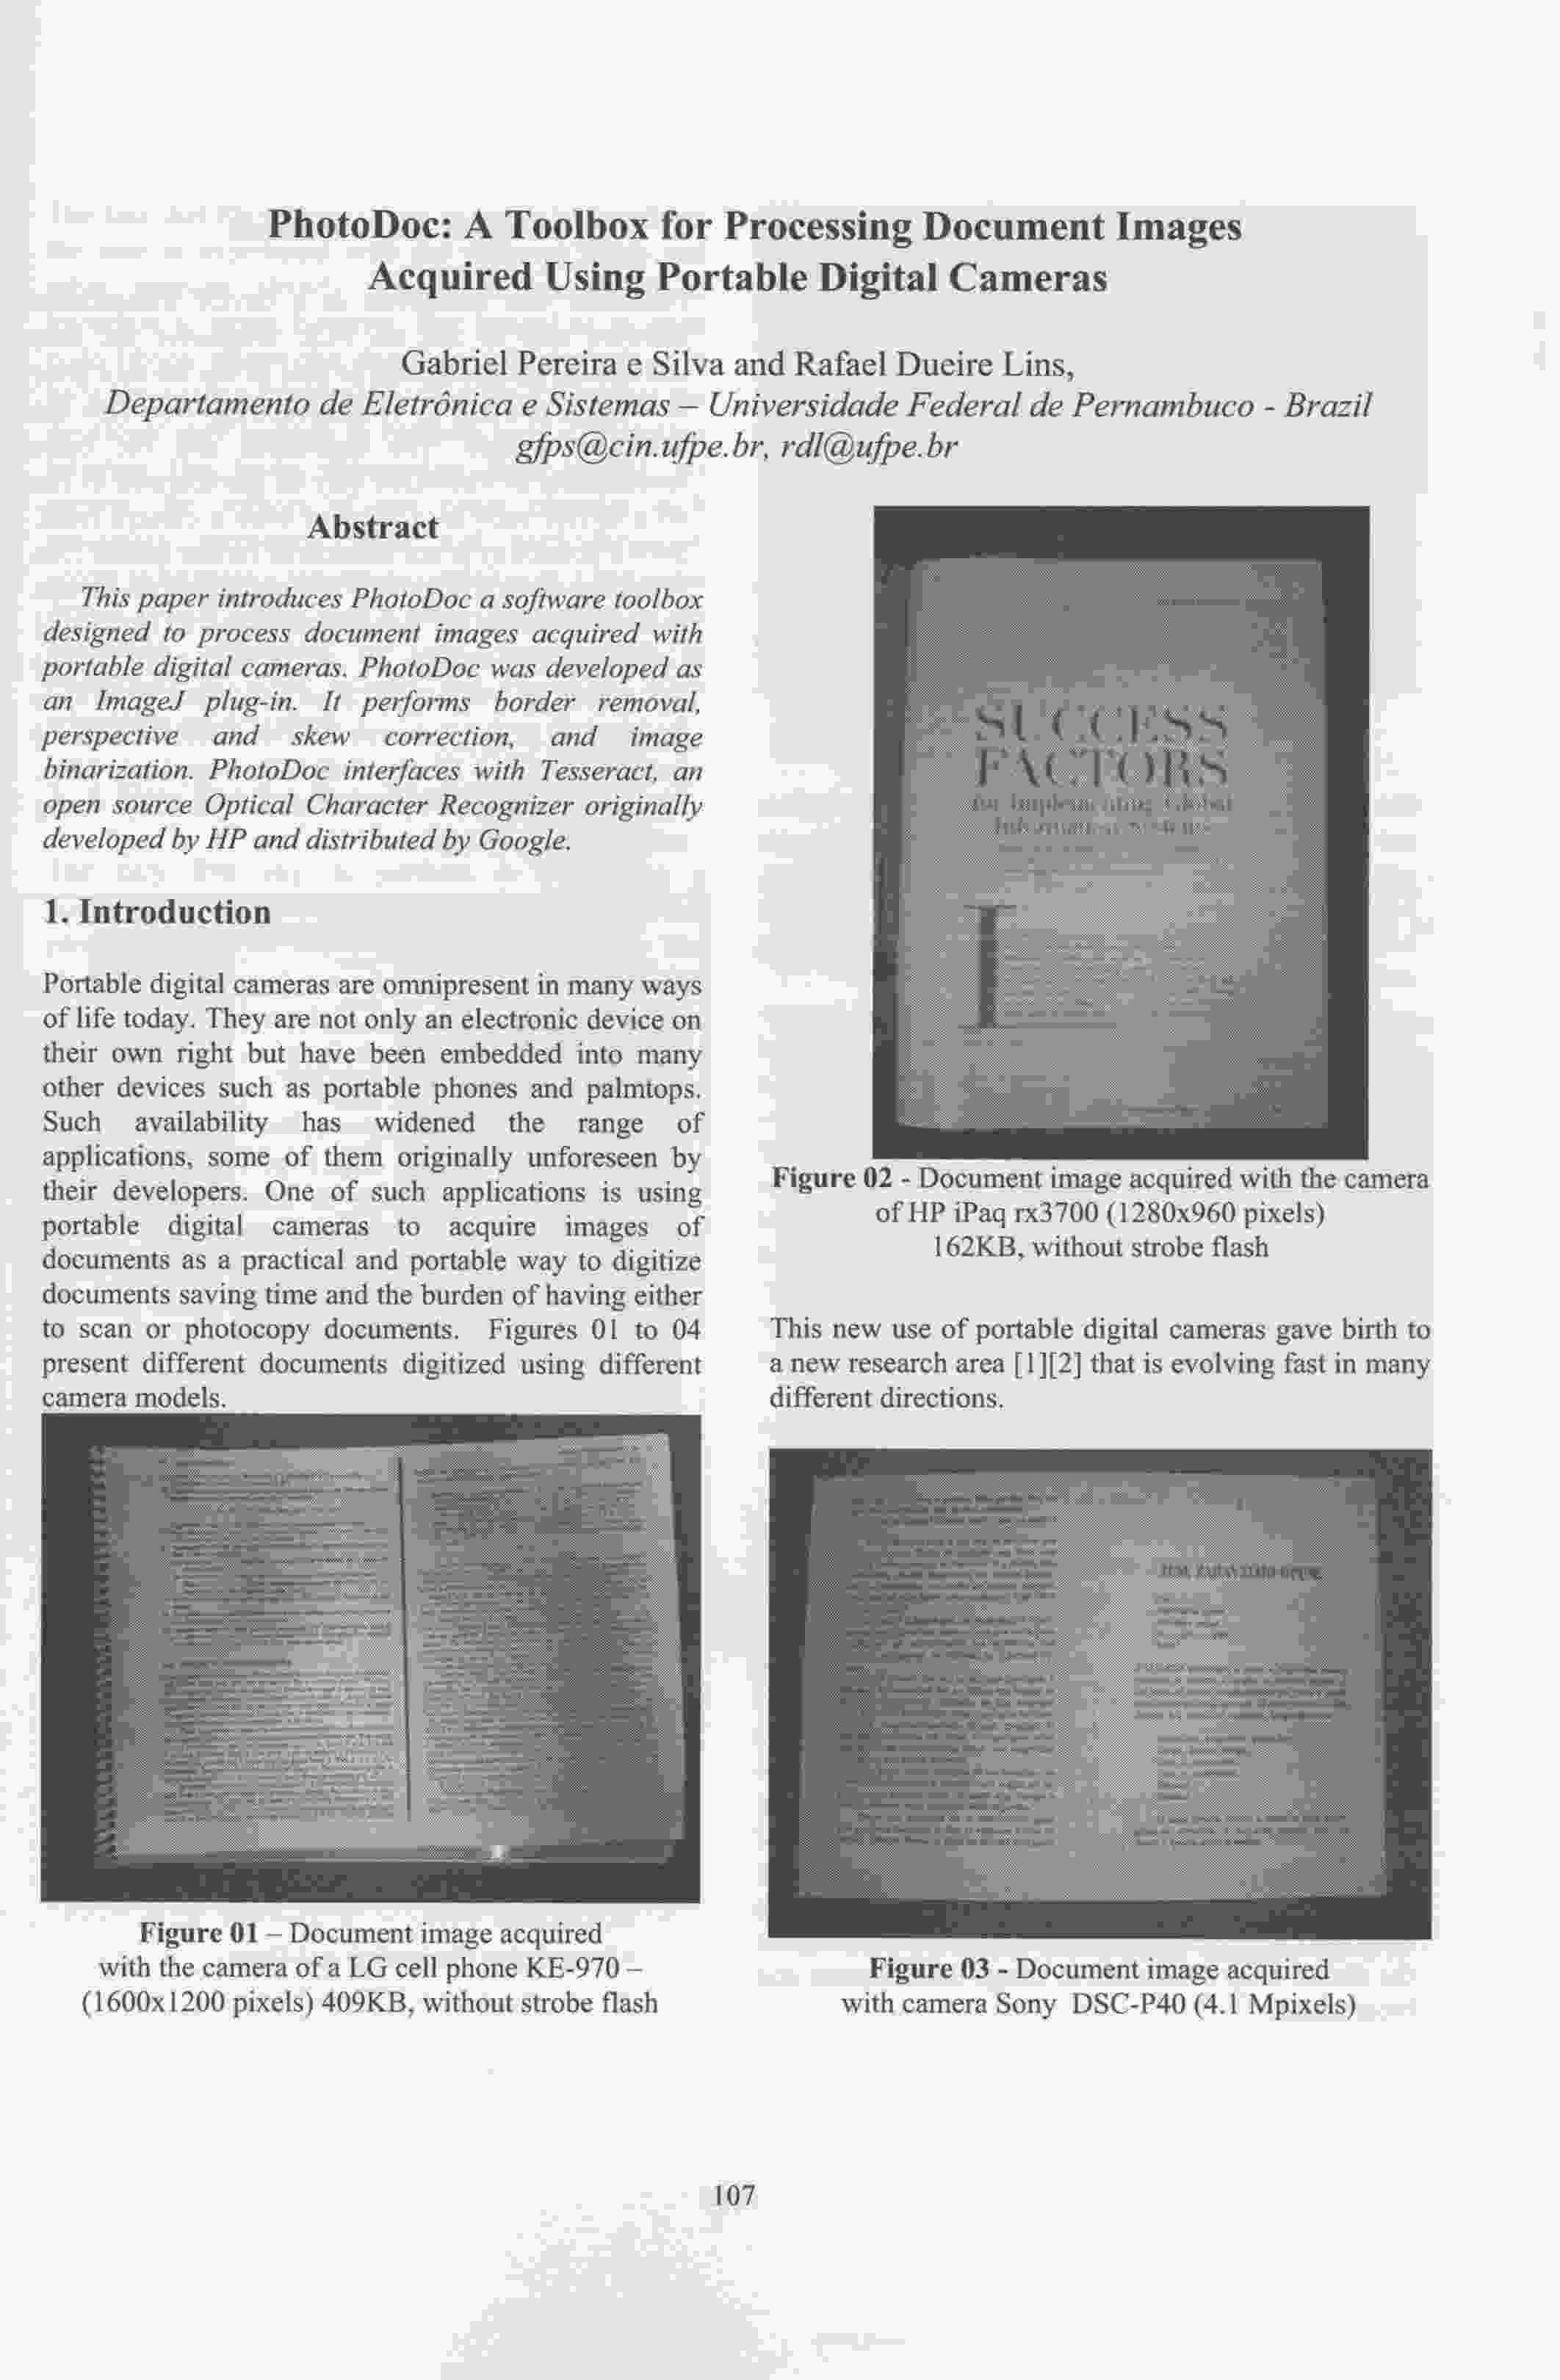 PhotoDoc: A Toolbox for Processing Document Images
Acquired Using Portable Digital Cameras
Gabriel Pereira e Silva and Rafael Dueire Lins,
Departamento de Eletrônica e Sistemas – Universidade Federal de Pernambuco - Brazil
gfps@cin.ufpe.br, rdl@ufpe.br
Abstract
This paper introduces PhotoDoc a software toolbox
designed to process document images acquired with
portable digital cameras. PhotoDoc was developed as
an ImageJ plug-in. It performs border removal,
perspective and skew correction, and image
binarization. PhotoDoc interfaces with Tesseract, an
open source Optical Character Recognizer originally
developed by HP and distributed by Google.
1. Introduction
Portable digital cameras are omnipresent in many ways
of life today. They are not only an electronic device on
their own right but have been embedded into many
other devices such as portable phones and palmtops.
Such availability has widened the range of
applications, some of them originally unforeseen by
their developers. One of such applications is using
portable digital cameras to acquire images of
documents as a practical and portable way to digitize
documents saving time and the burden of having either
to scan or photocopy documents. Figures 01 to 04
present different documents digitized using different
camera models.
Figure 01 – Document image acquired
with the camera of a LG cell phone KE-970 –
(1600x1200 pixels) 409KB, without strobe flash
SUCCESS
FACTORS
for Implementing Global
Information Systems
Figure 02 - Document image acquired with the camera
of HP iPaq rx3700 (1280x960 pixels)
162KB, without strobe flash
This new use of portable digital cameras gave birth to
a new research area [1][2] that is evolving fast in many
different directions.
Figure 03 - Document image acquired
with camera Sony DSC-P40 (4.1 Mpixels)
107